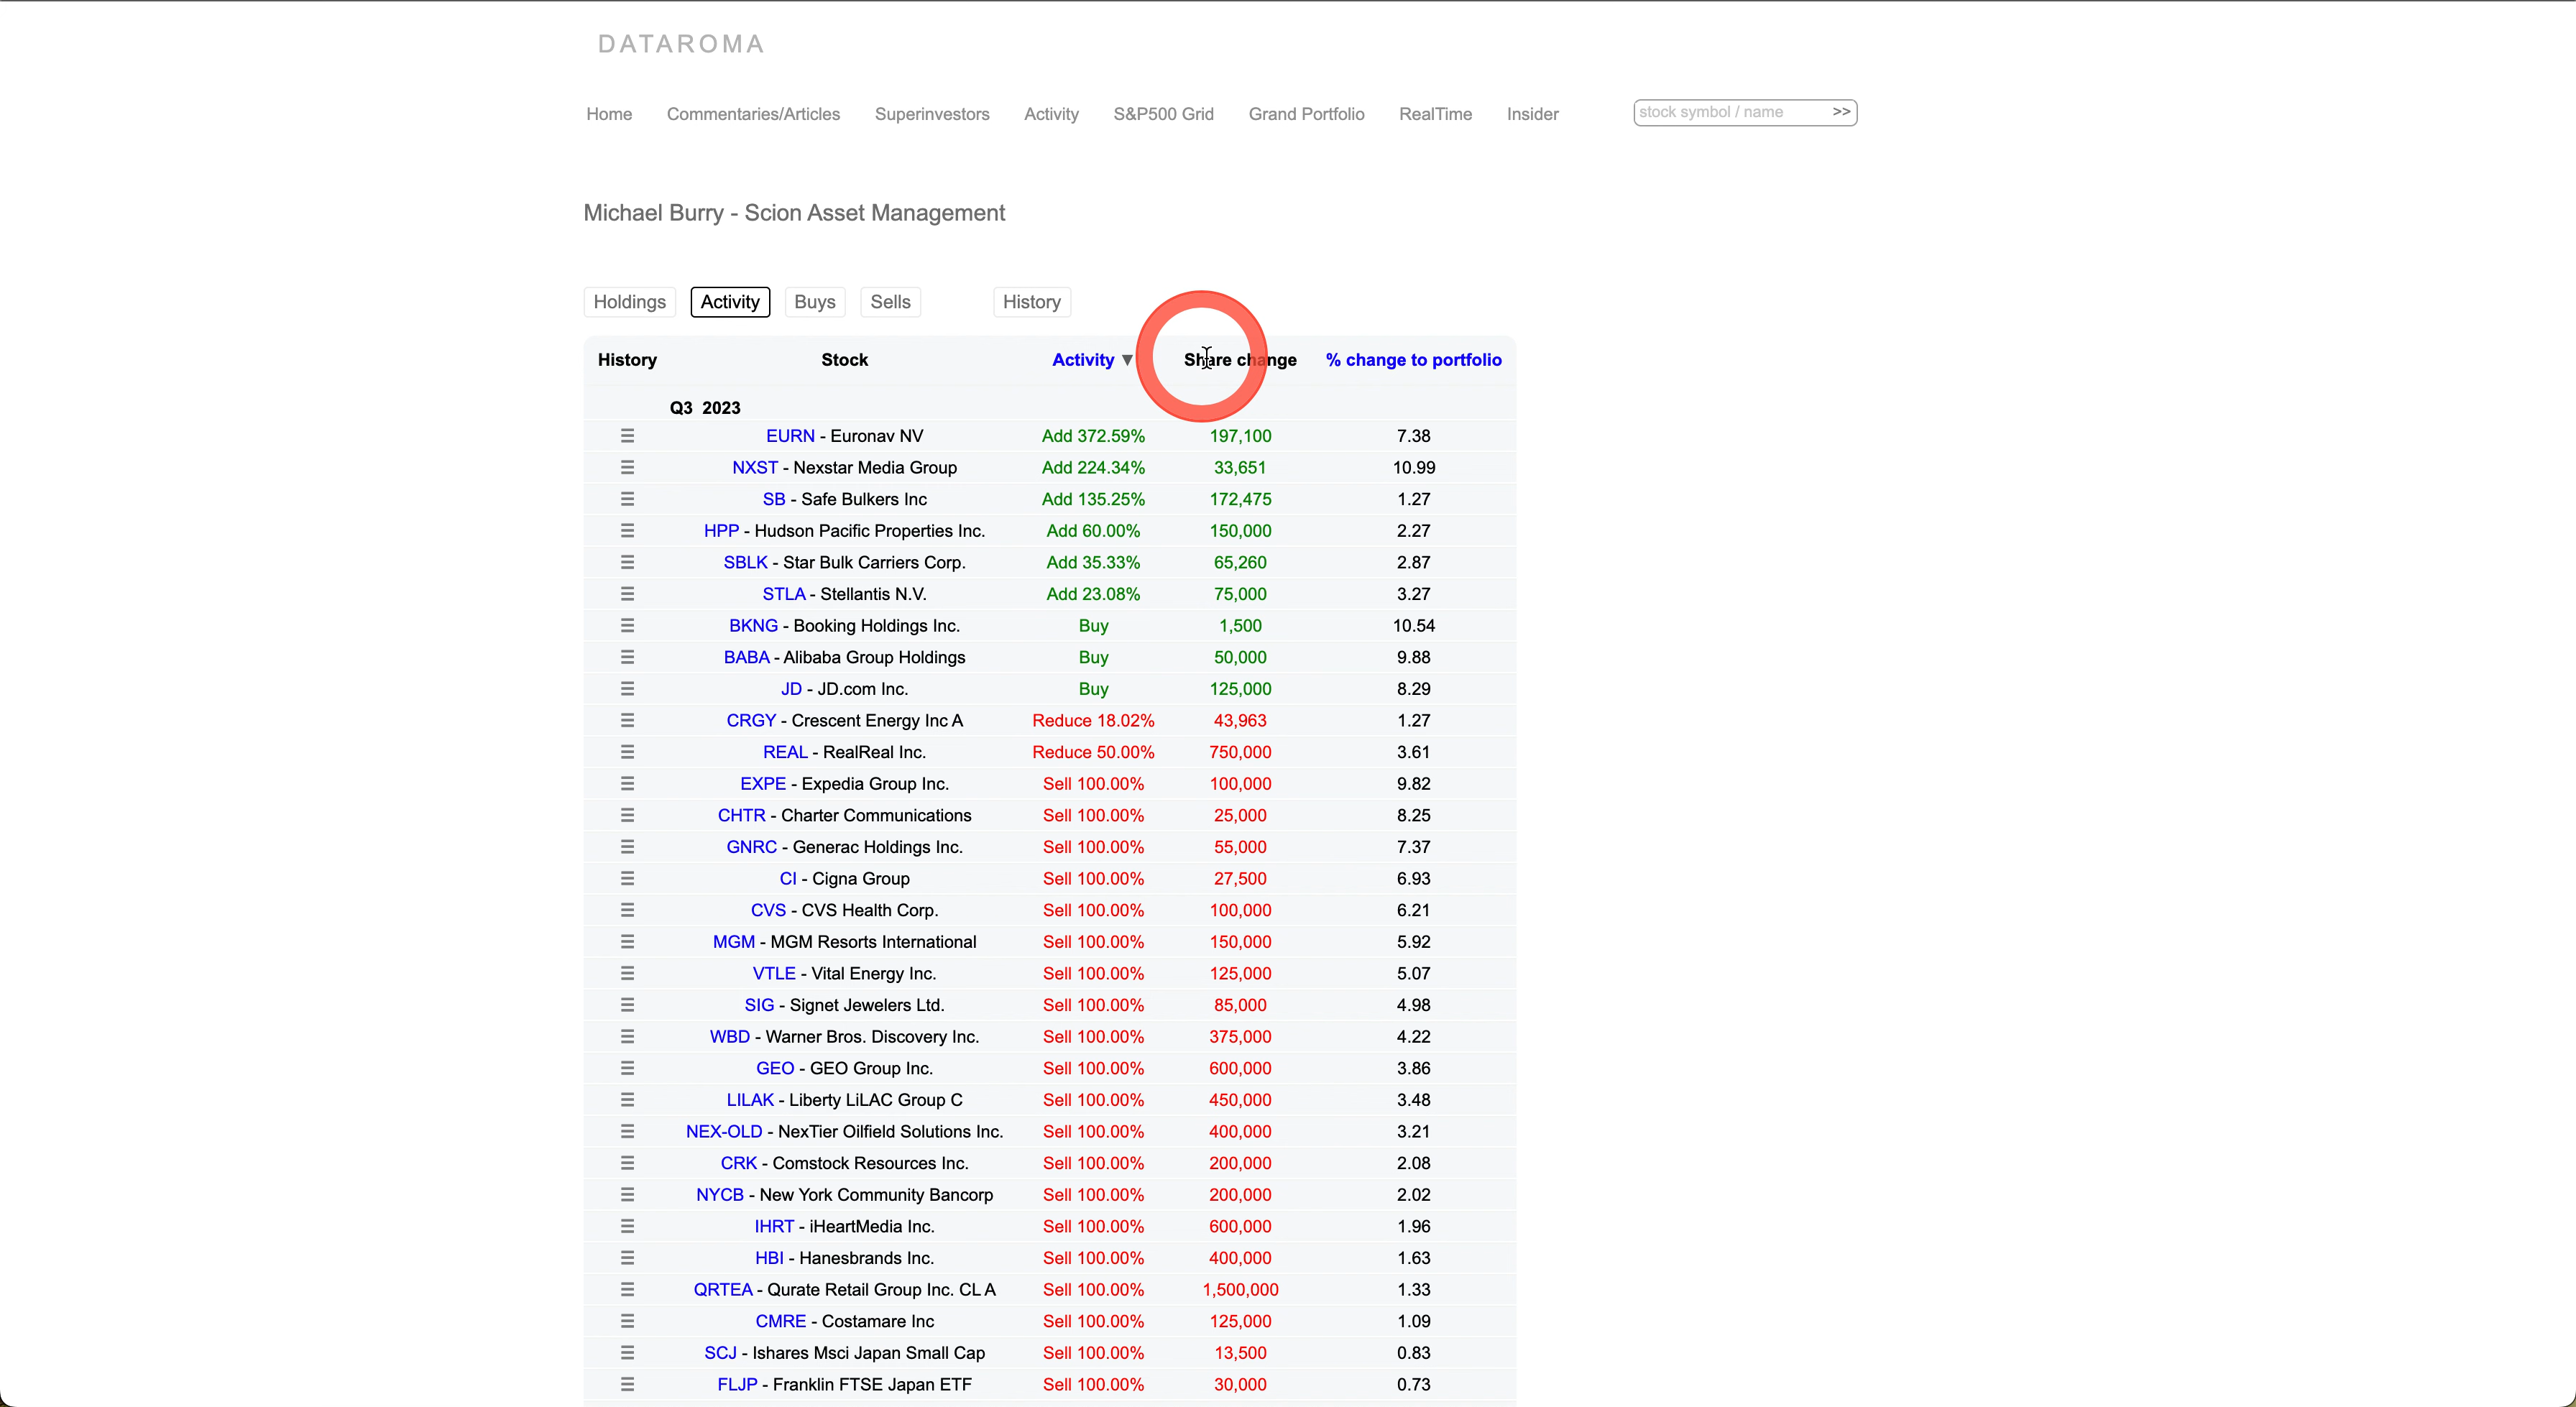 DATAROMA
Home Commentaries/Articles Superinvestors Activity S&P500 Grid Grand Portfolio RealTime Insider stock symbol / name >>
Michael Burry - Scion Asset Management
Holdings Activity Buys Sells History
History Stock Activity ▼ Share change % change to portfolio
Q3 2023
☰ EURN - Euronav NV Add 372.59% 197,100 7.38
☰ NXST - Nexstar Media Group Add 224.34% 33,651 10.99
☰ SB - Safe Bulkers Inc Add 135.25% 172,475 1.27
☰ HPP - Hudson Pacific Properties Inc. Add 60.00% 150,000 2.27
☰ SBLK - Star Bulk Carriers Corp. Add 35.33% 65,260 2.87
☰ STLA - Stellantis N.V. Add 23.08% 75,000 3.27
☰ BKNG - Booking Holdings Inc. Buy 1,500 10.54
☰ BABA - Alibaba Group Holdings Buy 50,000 9.88
☰ JD - JD.com Inc. Buy 125,000 8.29
☰ CRGY - Crescent Energy Inc A Reduce 18.02% 43,963 1.27
☰ REAL - RealReal Inc. Reduce 50.00% 750,000 3.61
☰ EXPE - Expedia Group Inc. Sell 100.00% 100,000 9.82
☰ CHTR - Charter Communications Sell 100.00% 25,000 8.25
☰ GNRC - Generac Holdings Inc. Sell 100.00% 55,000 7.37
☰ CI - Cigna Group Sell 100.00% 27,500 6.93
☰ CVS - CVS Health Corp. Sell 100.00% 100,000 6.21
☰ MGM - MGM Resorts International Sell 100.00% 150,000 5.92
☰ VTLE - Vital Energy Inc. Sell 100.00% 125,000 5.07
☰ SIG - Signet Jewelers Ltd. Sell 100.00% 85,000 4.98
☰ WBD - Warner Bros. Discovery Inc. Sell 100.00% 375,000 4.22
☰ GEO - GEO Group Inc. Sell 100.00% 600,000 3.86
☰ LILAK - Liberty LiLAC Group C Sell 100.00% 450,000 3.48
☰ NEX-OLD - NexTier Oilfield Solutions Inc. Sell 100.00% 400,000 3.21
☰ CRK - Comstock Resources Inc. Sell 100.00% 200,000 2.08
☰ NYCB - New York Community Bancorp Sell 100.00% 200,000 2.02
☰ IHRT - iHeartMedia Inc. Sell 100.00% 600,000 1.96
☰ HBI - Hanesbrands Inc. Sell 100.00% 400,000 1.63
☰ QRTEA - Qurate Retail Group Inc. CL A Sell 100.00% 1,500,000 1.33
☰ CMRE - Costamare Inc Sell 100.00% 125,000 1.09
☰ SCJ - Ishares Msci Japan Small Cap Sell 100.00% 13,500 0.83
☰ FLJP - Franklin FTSE Japan ETF Sell 100.00% 30,000 0.73